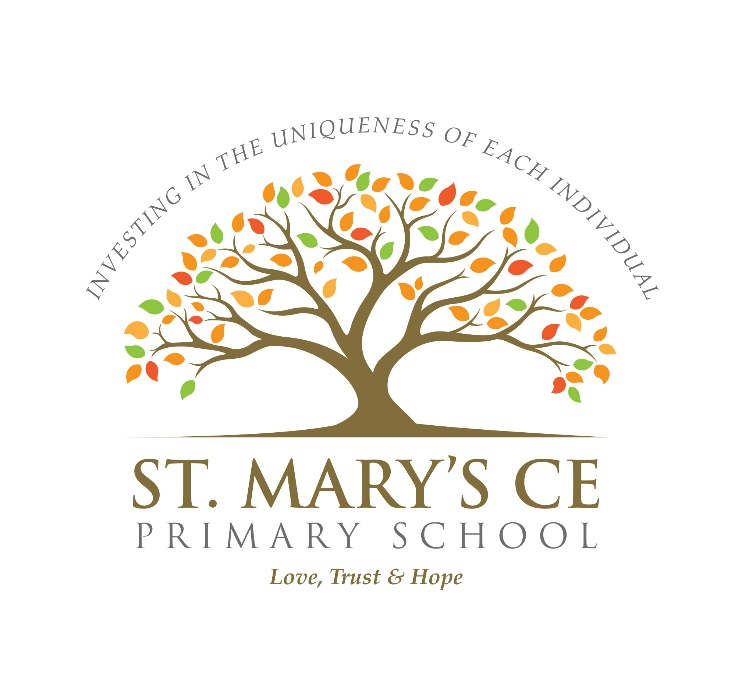 INVESTING IN THE UNIQUENESS OF EACH INDIVIDUAL
ST. MARY'S CE
PRIMARY SCHOOL
Love, Trust & Hope